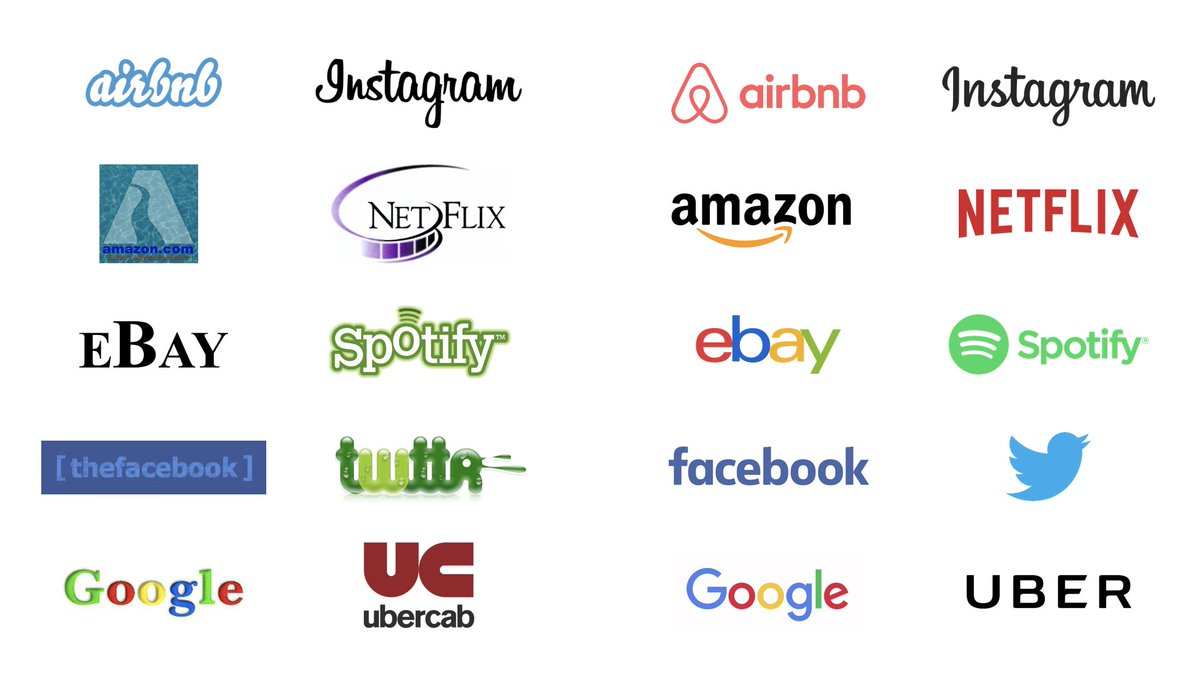 airbnb
Instagram
airbnb
Instagram
amazon.com
NETFLIX
amazon
NETFLIX
eBAY
Spotify™
ebay
Spotify®
[thefacebook]
twttr
facebook
Google
UC
ubercab
Google
UBER